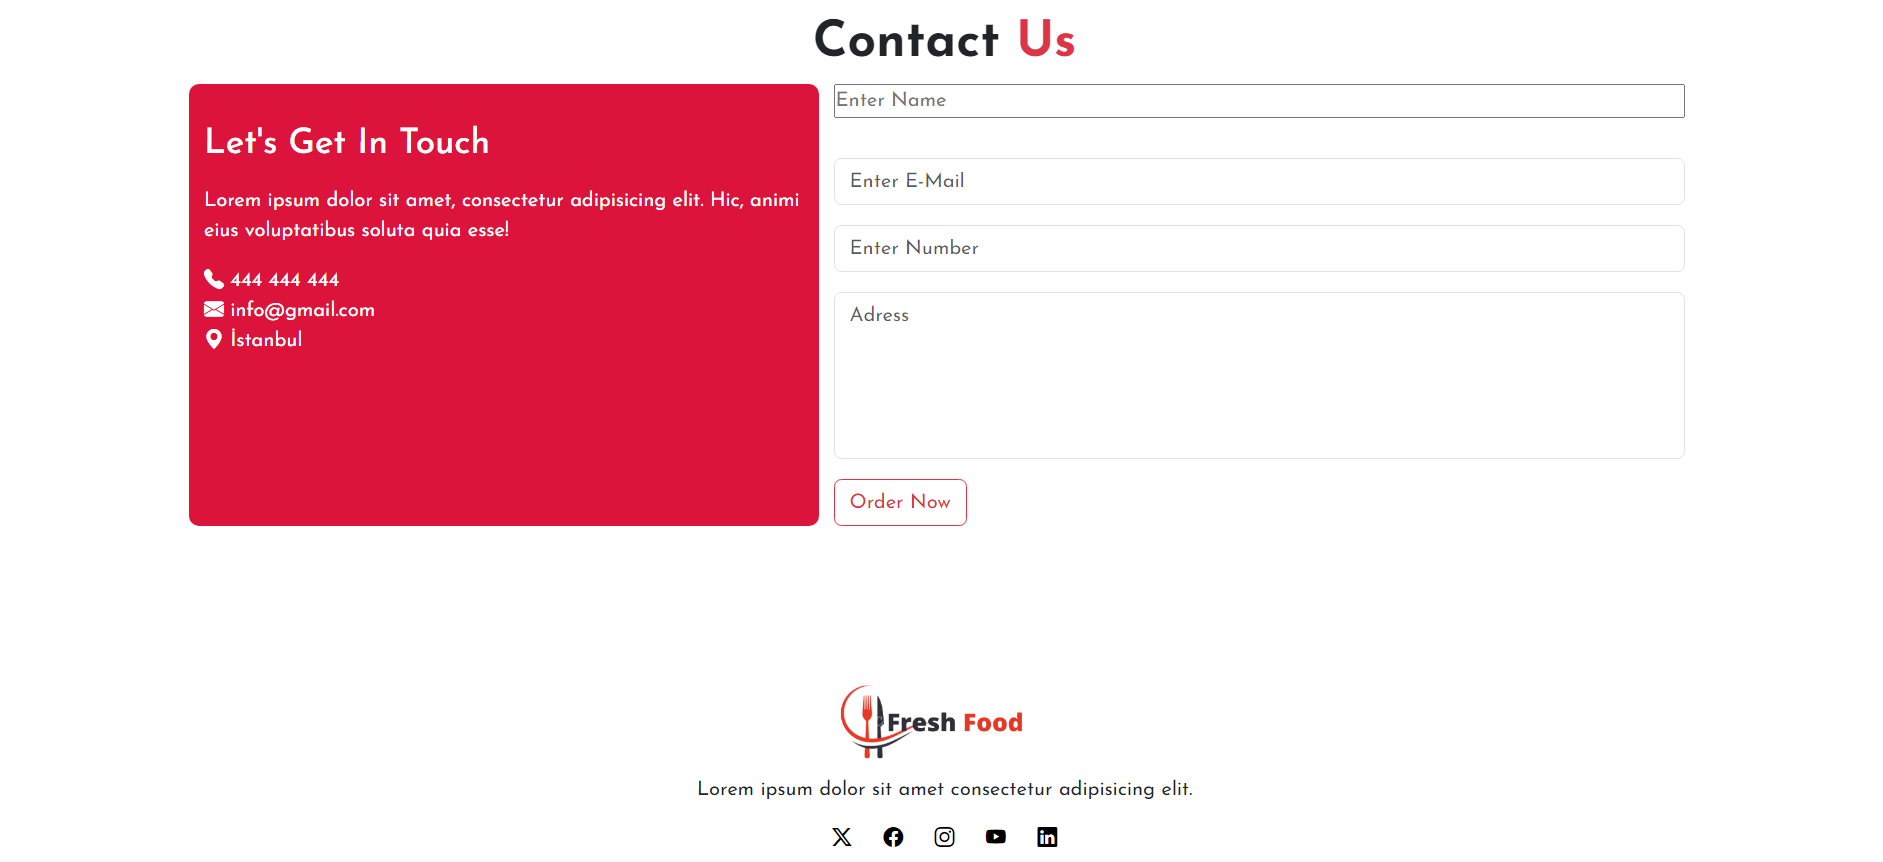 Contact Us
Let's Get In Touch
Lorem ipsum dolor sit amet, consectetur adipisicing elit. Hic, animi
eius voluptatibus soluta quia esse!
444 444 444
info@gmail.com
İstanbul
Enter Name
Enter E-Mail
Enter Number
Adress
Order Now
Fresh Food
Lorem ipsum dolor sit amet consectetur adipisicing elit.